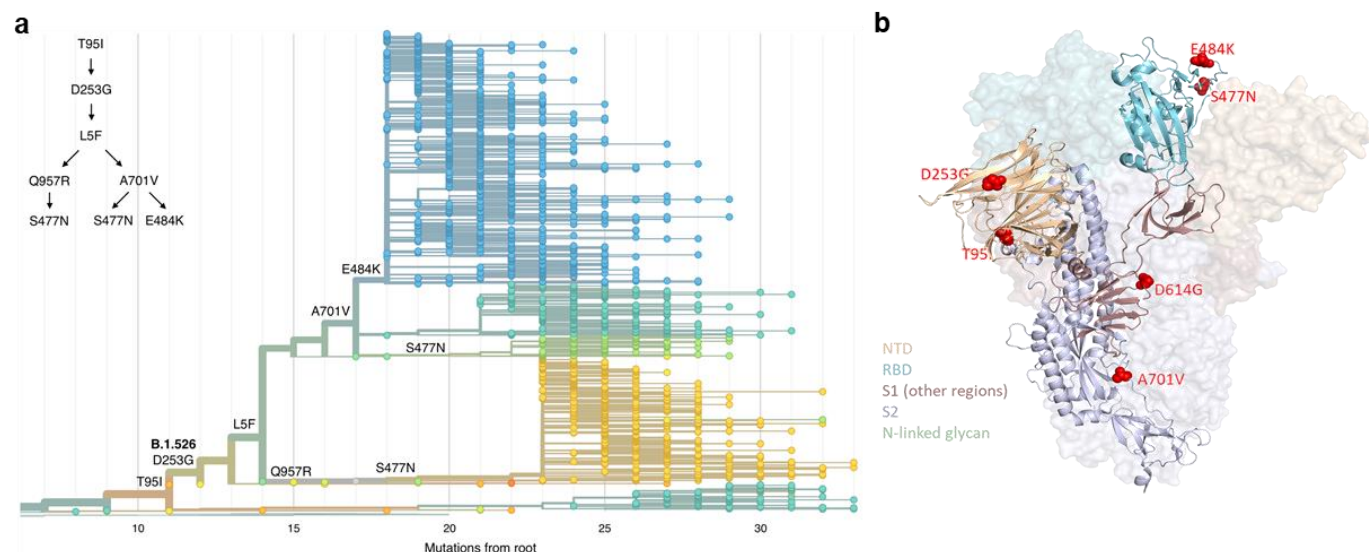 a
T95I
D253G
L5F
Q957R A701V
S477N S477N E484K
E484K
A701V
S477N
L5F
B.1.526
D253G
Q957R S477N
T95I
10 15 20 25 30
Mutations from root
b
E484K
S477N
D253G
T95I
D614G
A701V
NTD
RBD
S1 (other regions)
S2
N-linked glycan